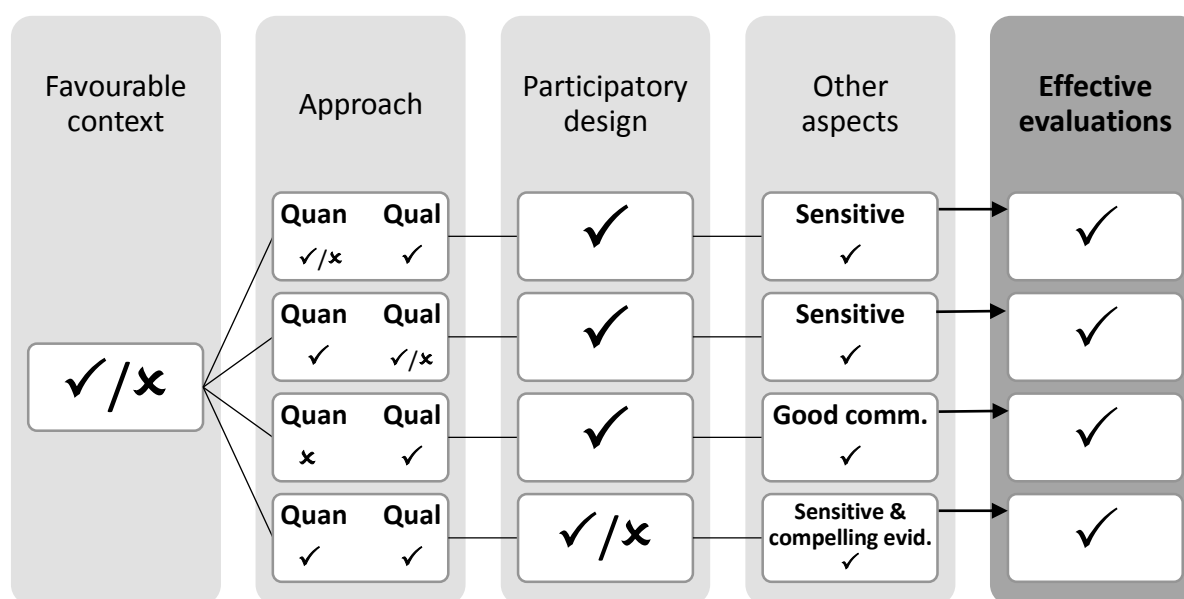 Favourable
context
Approach
Participatory
design
Other
aspects
Effective
evaluations
✓/✗
Quan Qual
✓/✗ ✓
✓
Sensitive
✓
✓
Quan Qual
✓ ✓/✗
✓
Sensitive
✓
✓
Quan Qual
✗ ✓
✓
Good comm.
✓
✓
Quan Qual
✓ ✓
✓/✗
Sensitive &
compelling evid.
✓
✓